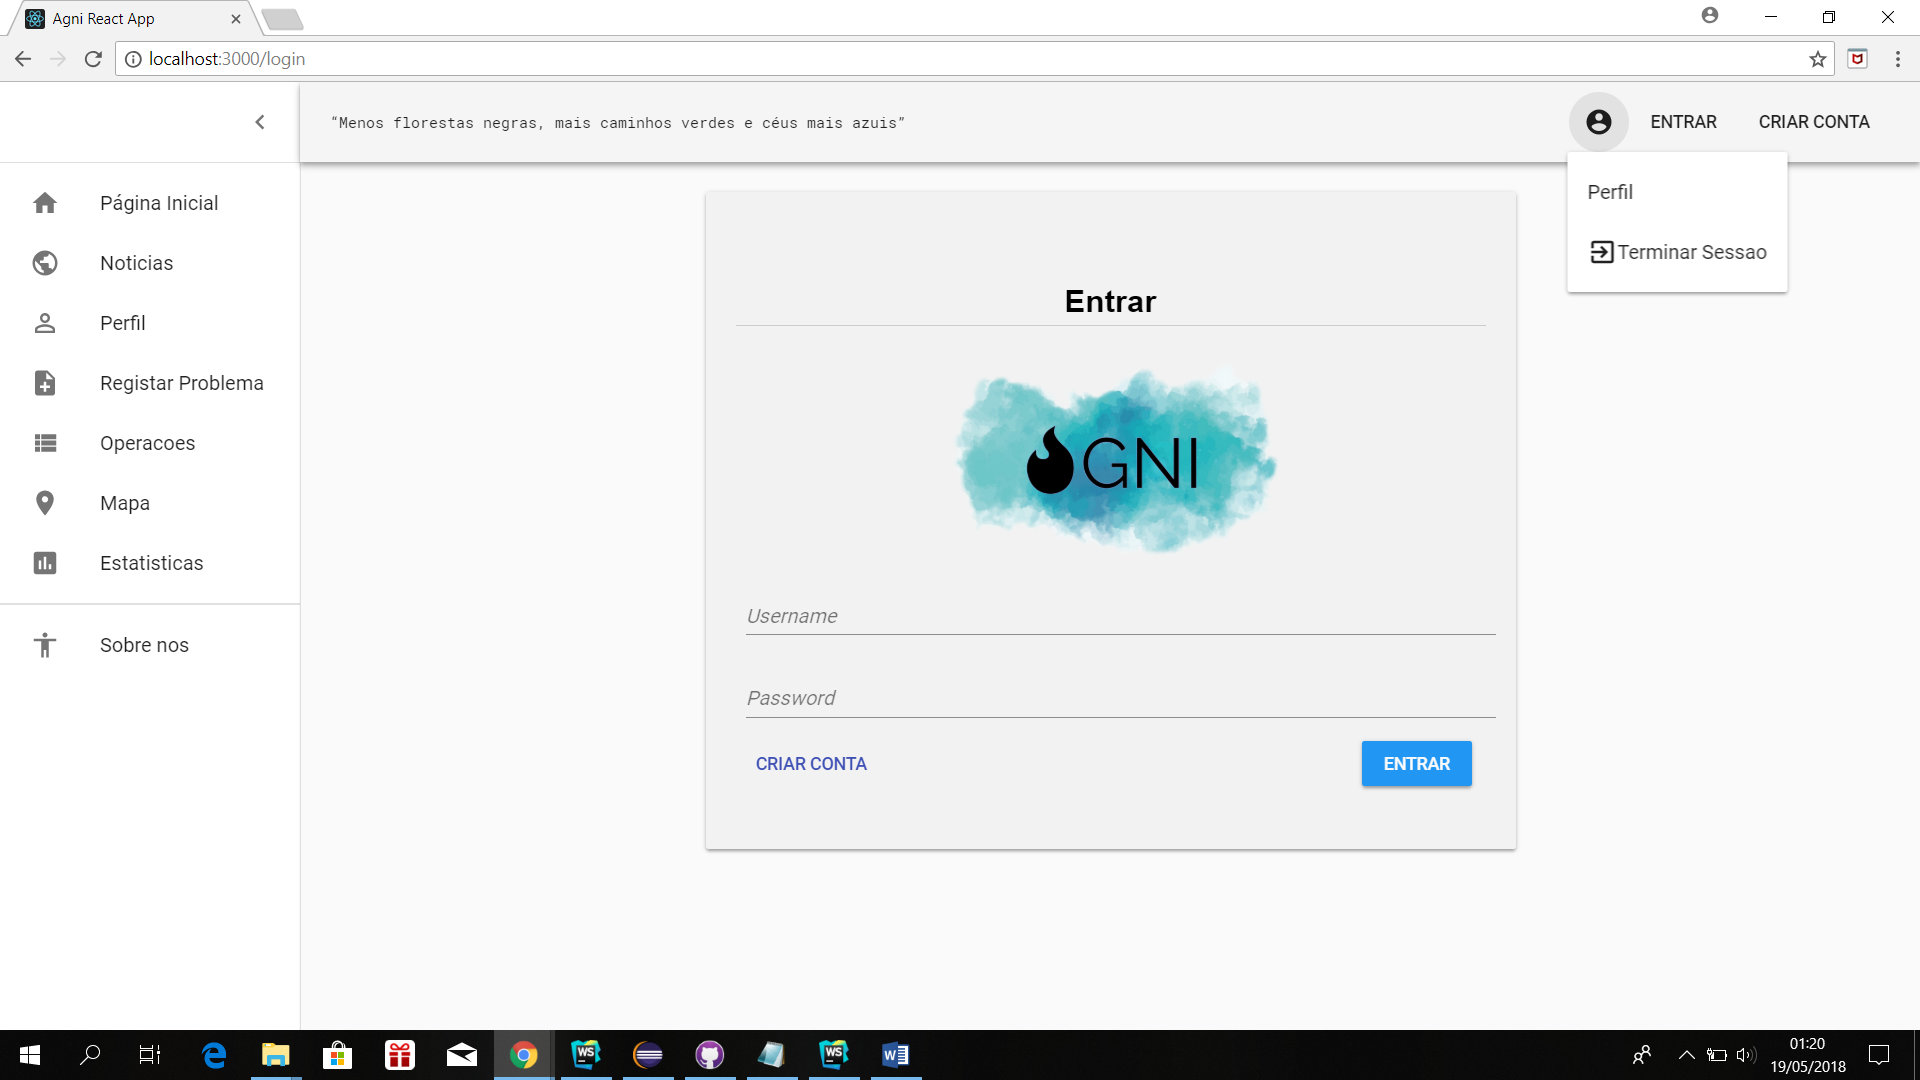 Agni React App
localhost:3000/login
“Menos florestas negras, mais caminhos verdes e céus mais azuis”
ENTRAR
CRIAR CONTA
Perfil
Terminar Sessao
Página Inicial
Noticias
Perfil
Registar Problema
Operacoes
Mapa
Estatisticas
Sobre nos
Entrar
GNI
Username
Password
CRIAR CONTA
ENTRAR
WS
WS
W
01:20
19/05/2018